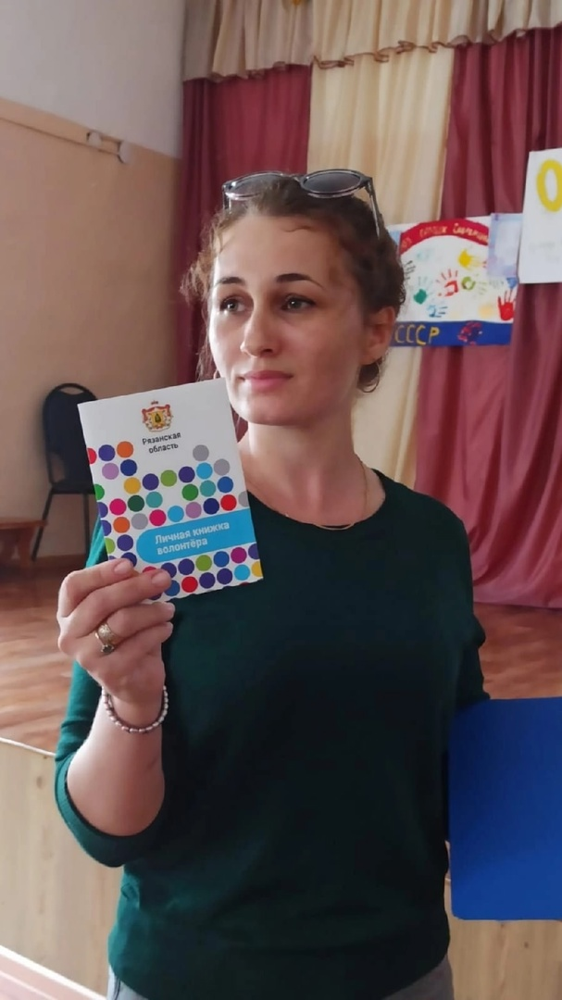 Рязанская
область
Личная книжка
волонтёра
СССР